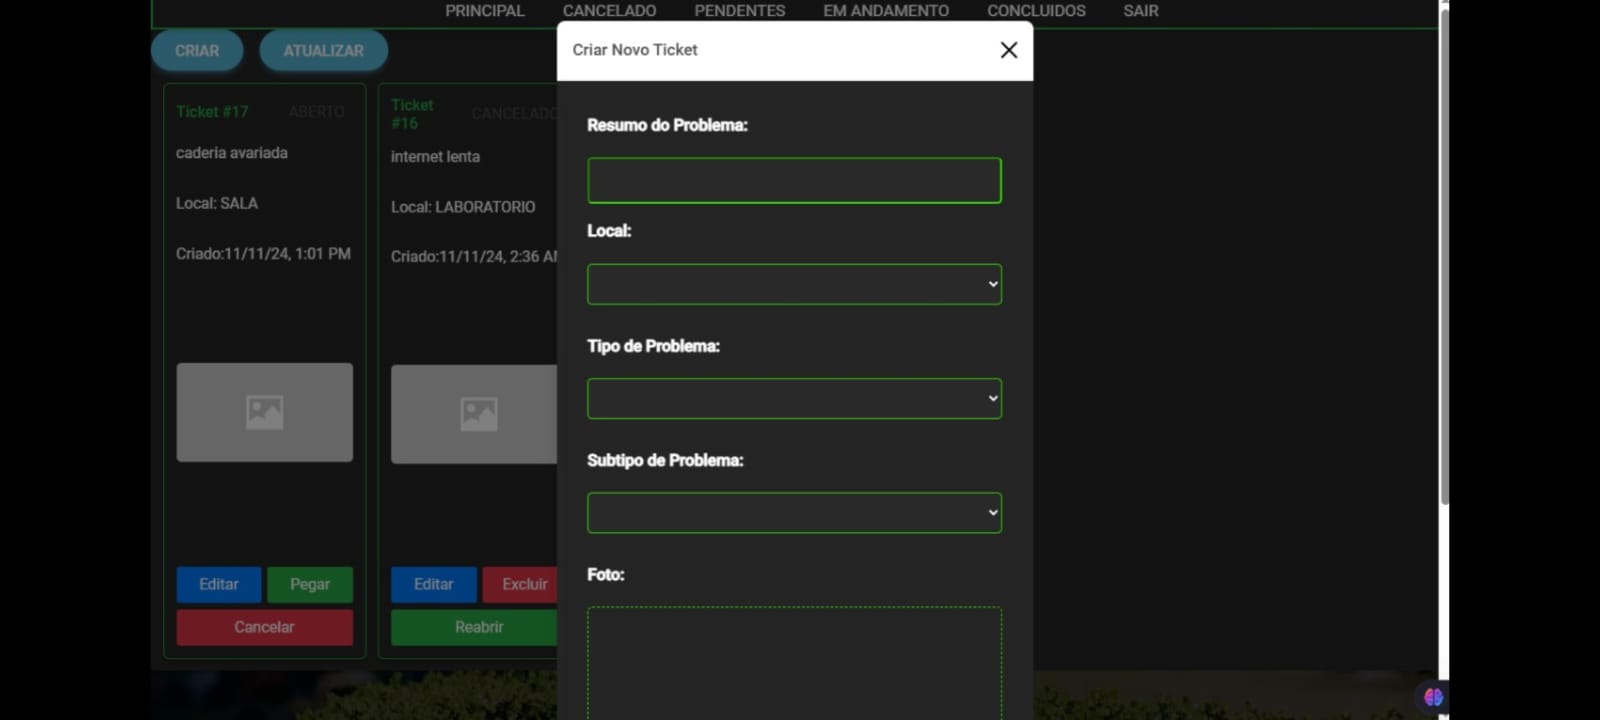 PRINCIPAL CANCELADO PENDENTES EM ANDAMENTO CONCLUIDOS SAIR
CRIAR ATUALIZAR
Ticket #17 ABERTO
caderia avariada
Local: SALA
Criado:11/11/24, 1:01 PM
Editar Pegar
Cancelar
Ticket
#16
CANCELADO
internet lenta
Local: LABORATORIO
Criado:11/11/24, 2:36 A
Editar Excluir
Reabrir
Criar Novo Ticket
Resumo do Problema:
Local:
Tipo de Problema:
Subtipo de Problema:
Foto: